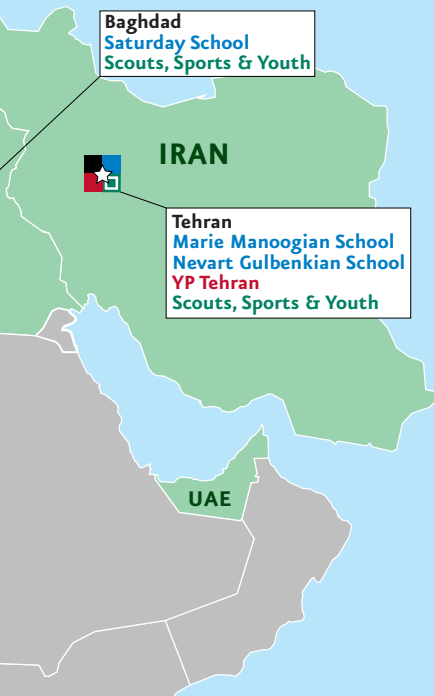 Baghdad
Saturday School
Scouts, Sports & Youth
IRAN
Tehran
Marie Manoogian School
Nevart Gulbenkian School
YP Tehran
Scouts, Sports & Youth
UAE